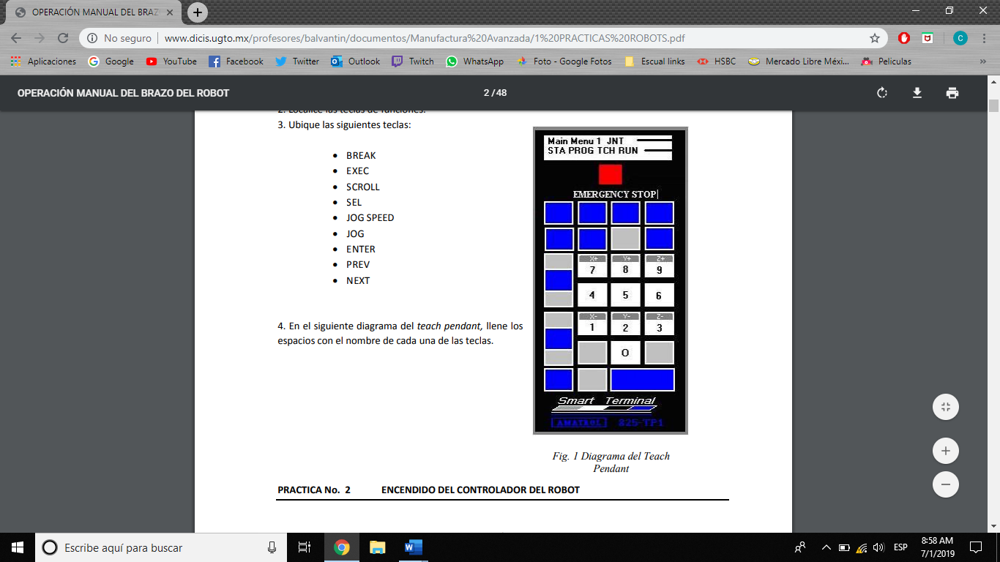 OPERACIÓN MANUAL DEL BRAZ
No seguro | www.dicis.ugto.mx/profesores/balvantin/documentos/Manufactura%20Avanzada/1%20PRACTICAS%20ROBOTS.pdf
C
Aplicaciones Google YouTube Facebook Twitter Outlook Twitch WhatsApp Foto - Google Fotos Escual links HSBC Mercado Libre Méxi... Peliculas »
OPERACIÓN MANUAL DEL BRAZO DEL ROBOT 2 / 48
2. Localice las teclas de funciones.
3. Ubique las siguientes teclas:
• BREAK
• EXEC
• SCROLL
• SEL
• JOG SPEED
• JOG
• ENTER
• PREV
• NEXT
4. En el siguiente diagrama del teach pendant, llene los
espacios con el nombre de cada una de las teclas.
Main Menu 1 JNT
STA PROG TCH RUN
EMERGENCY STOP
X+ Y+ Z+
7 8 9
4 5 6
X- Y- Z-
1 2 3
0
Smart Terminal
AMATROL 825-TP1
Fig. 1 Diagrama del Teach
Pendant
PRACTICA No. 2 ENCENDIDO DEL CONTROLADOR DEL ROBOT
Escribe aquí para buscar
ESP
8:58 AM
7/1/2019